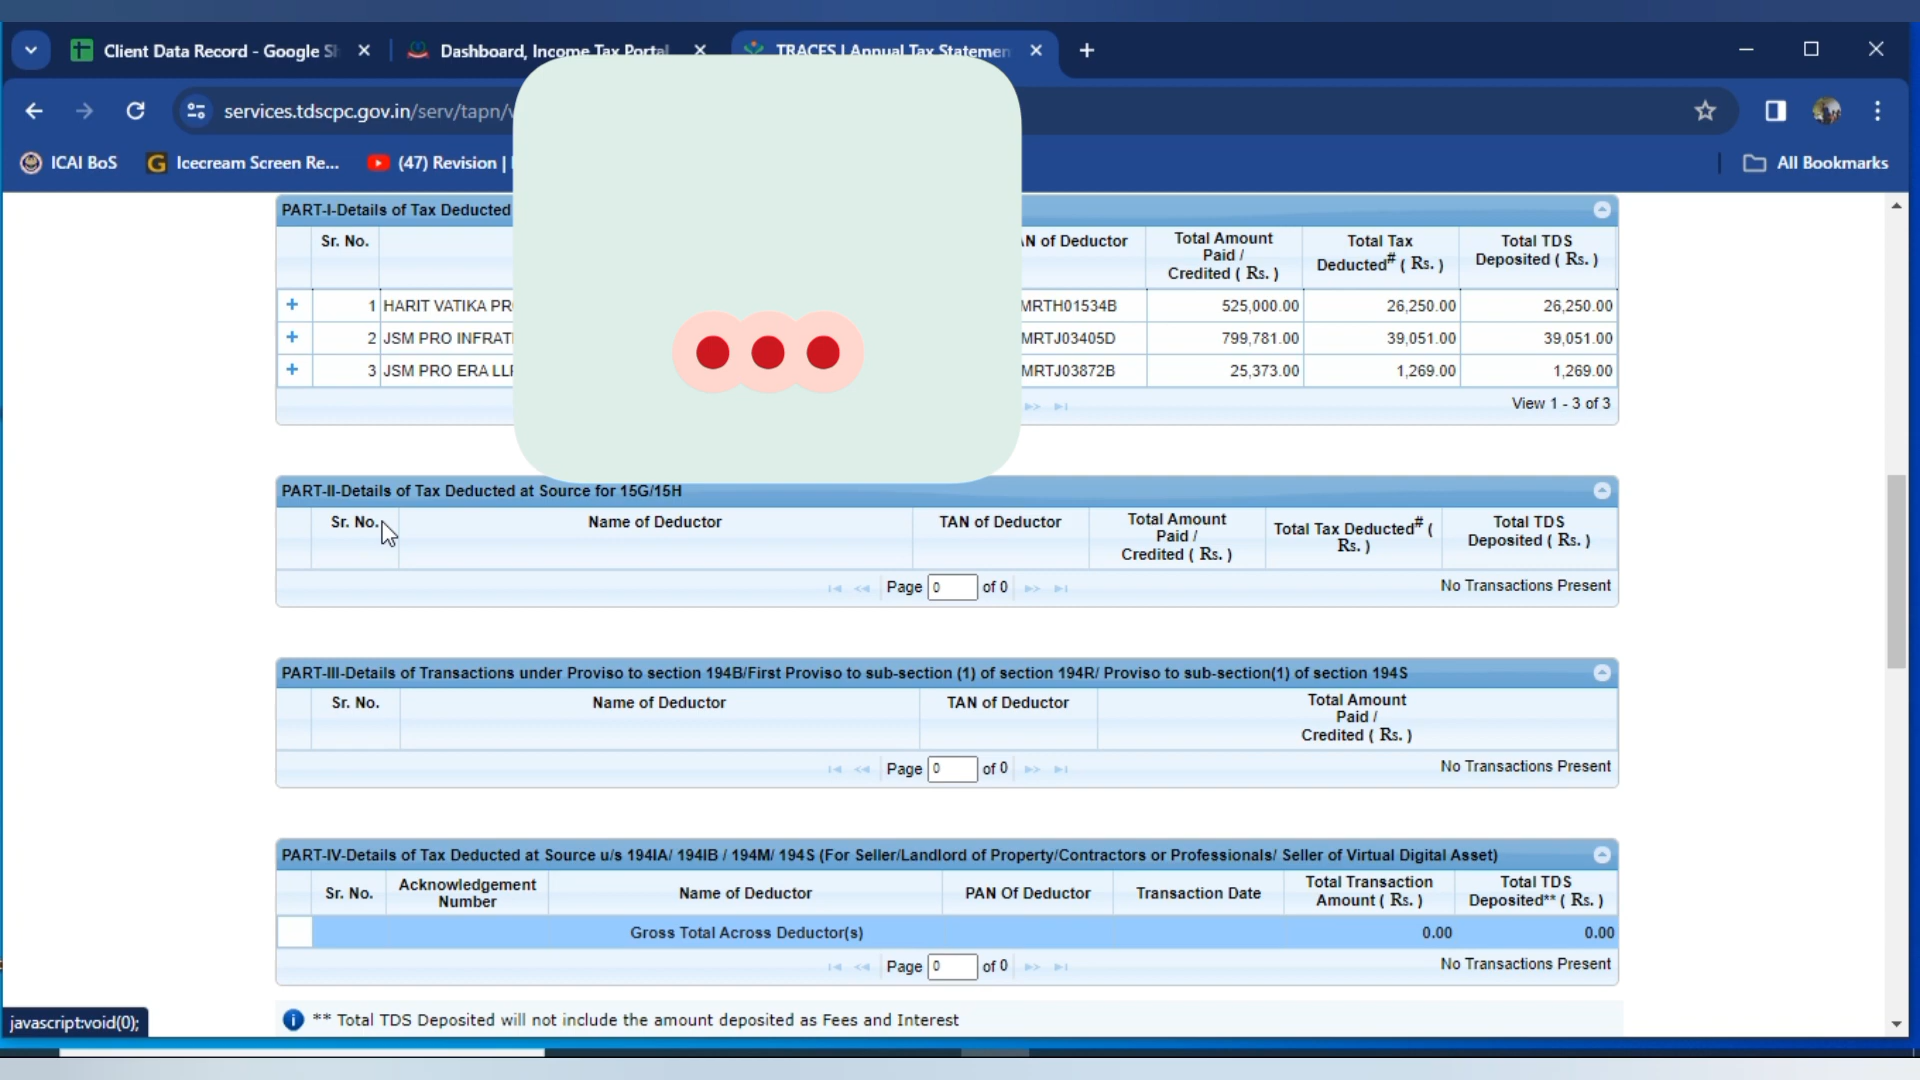 Client Data Record - Google Sh
Dashboard, Income Tax Portal
TRACES | Annual Tax Statemen
services.tdscpc.gov.in/serv/tapn/
ICAI BoS
Icecream Screen Re...
(47) Revision |
All Bookmarks
PART-I-Details of Tax Deducted
Sr. No.
N of Deductor
Total Amount
Paid /
Credited ( Rs. )
Total Tax
Deducted# ( Rs. )
Total TDS
Deposited ( Rs. )
+ 1 HARIT VATIKA MRTH01534B 525,000.00 26,250.00 26,250.00
+ 2 JSM PRO MRTJ03405D 799,781.00 39,051.00 39,051.00
+ 3 JSM PRO ERA MRTJ03872B 25,373.00 1,269.00 1,269.00
View 1 - 3 of 3
PART-II-Details of Tax Deducted at Source for 15G/15H
Sr. No.
Name of Deductor
TAN of Deductor
Total Amount
Paid /
Credited ( Rs. )
Total Tax Deducted# (
Rs. )
Total TDS
Deposited ( Rs. )
Page 0 of 0
No Transactions Present
PART-III-Details of Transactions under Proviso to section 194B/First Proviso to sub-section (1) of section 194R/ Proviso to sub-section(1) of section 194S
Sr. No.
Name of Deductor
TAN of Deductor
Total Amount
Paid /
Credited ( Rs. )
Page 0 of 0
No Transactions Present
PART-IV-Details of Tax Deducted at Source u/s 194IA/ 194IB / 194M/ 194S (For Seller/Landlord of Property/Contractors or Professionals/ Seller of Virtual Digital Asset)
Sr. No.
Acknowledgement
Number
Name of Deductor
PAN Of Deductor
Transaction Date
Total Transaction
Amount ( Rs. )
Total TDS
Deposited** ( Rs. )
Gross Total Across Deductor(s) 0.00 0.00
Page 0 of 0
No Transactions Present
** Total TDS Deposited will not include the amount deposited as Fees and Interest
javascript:void(0);